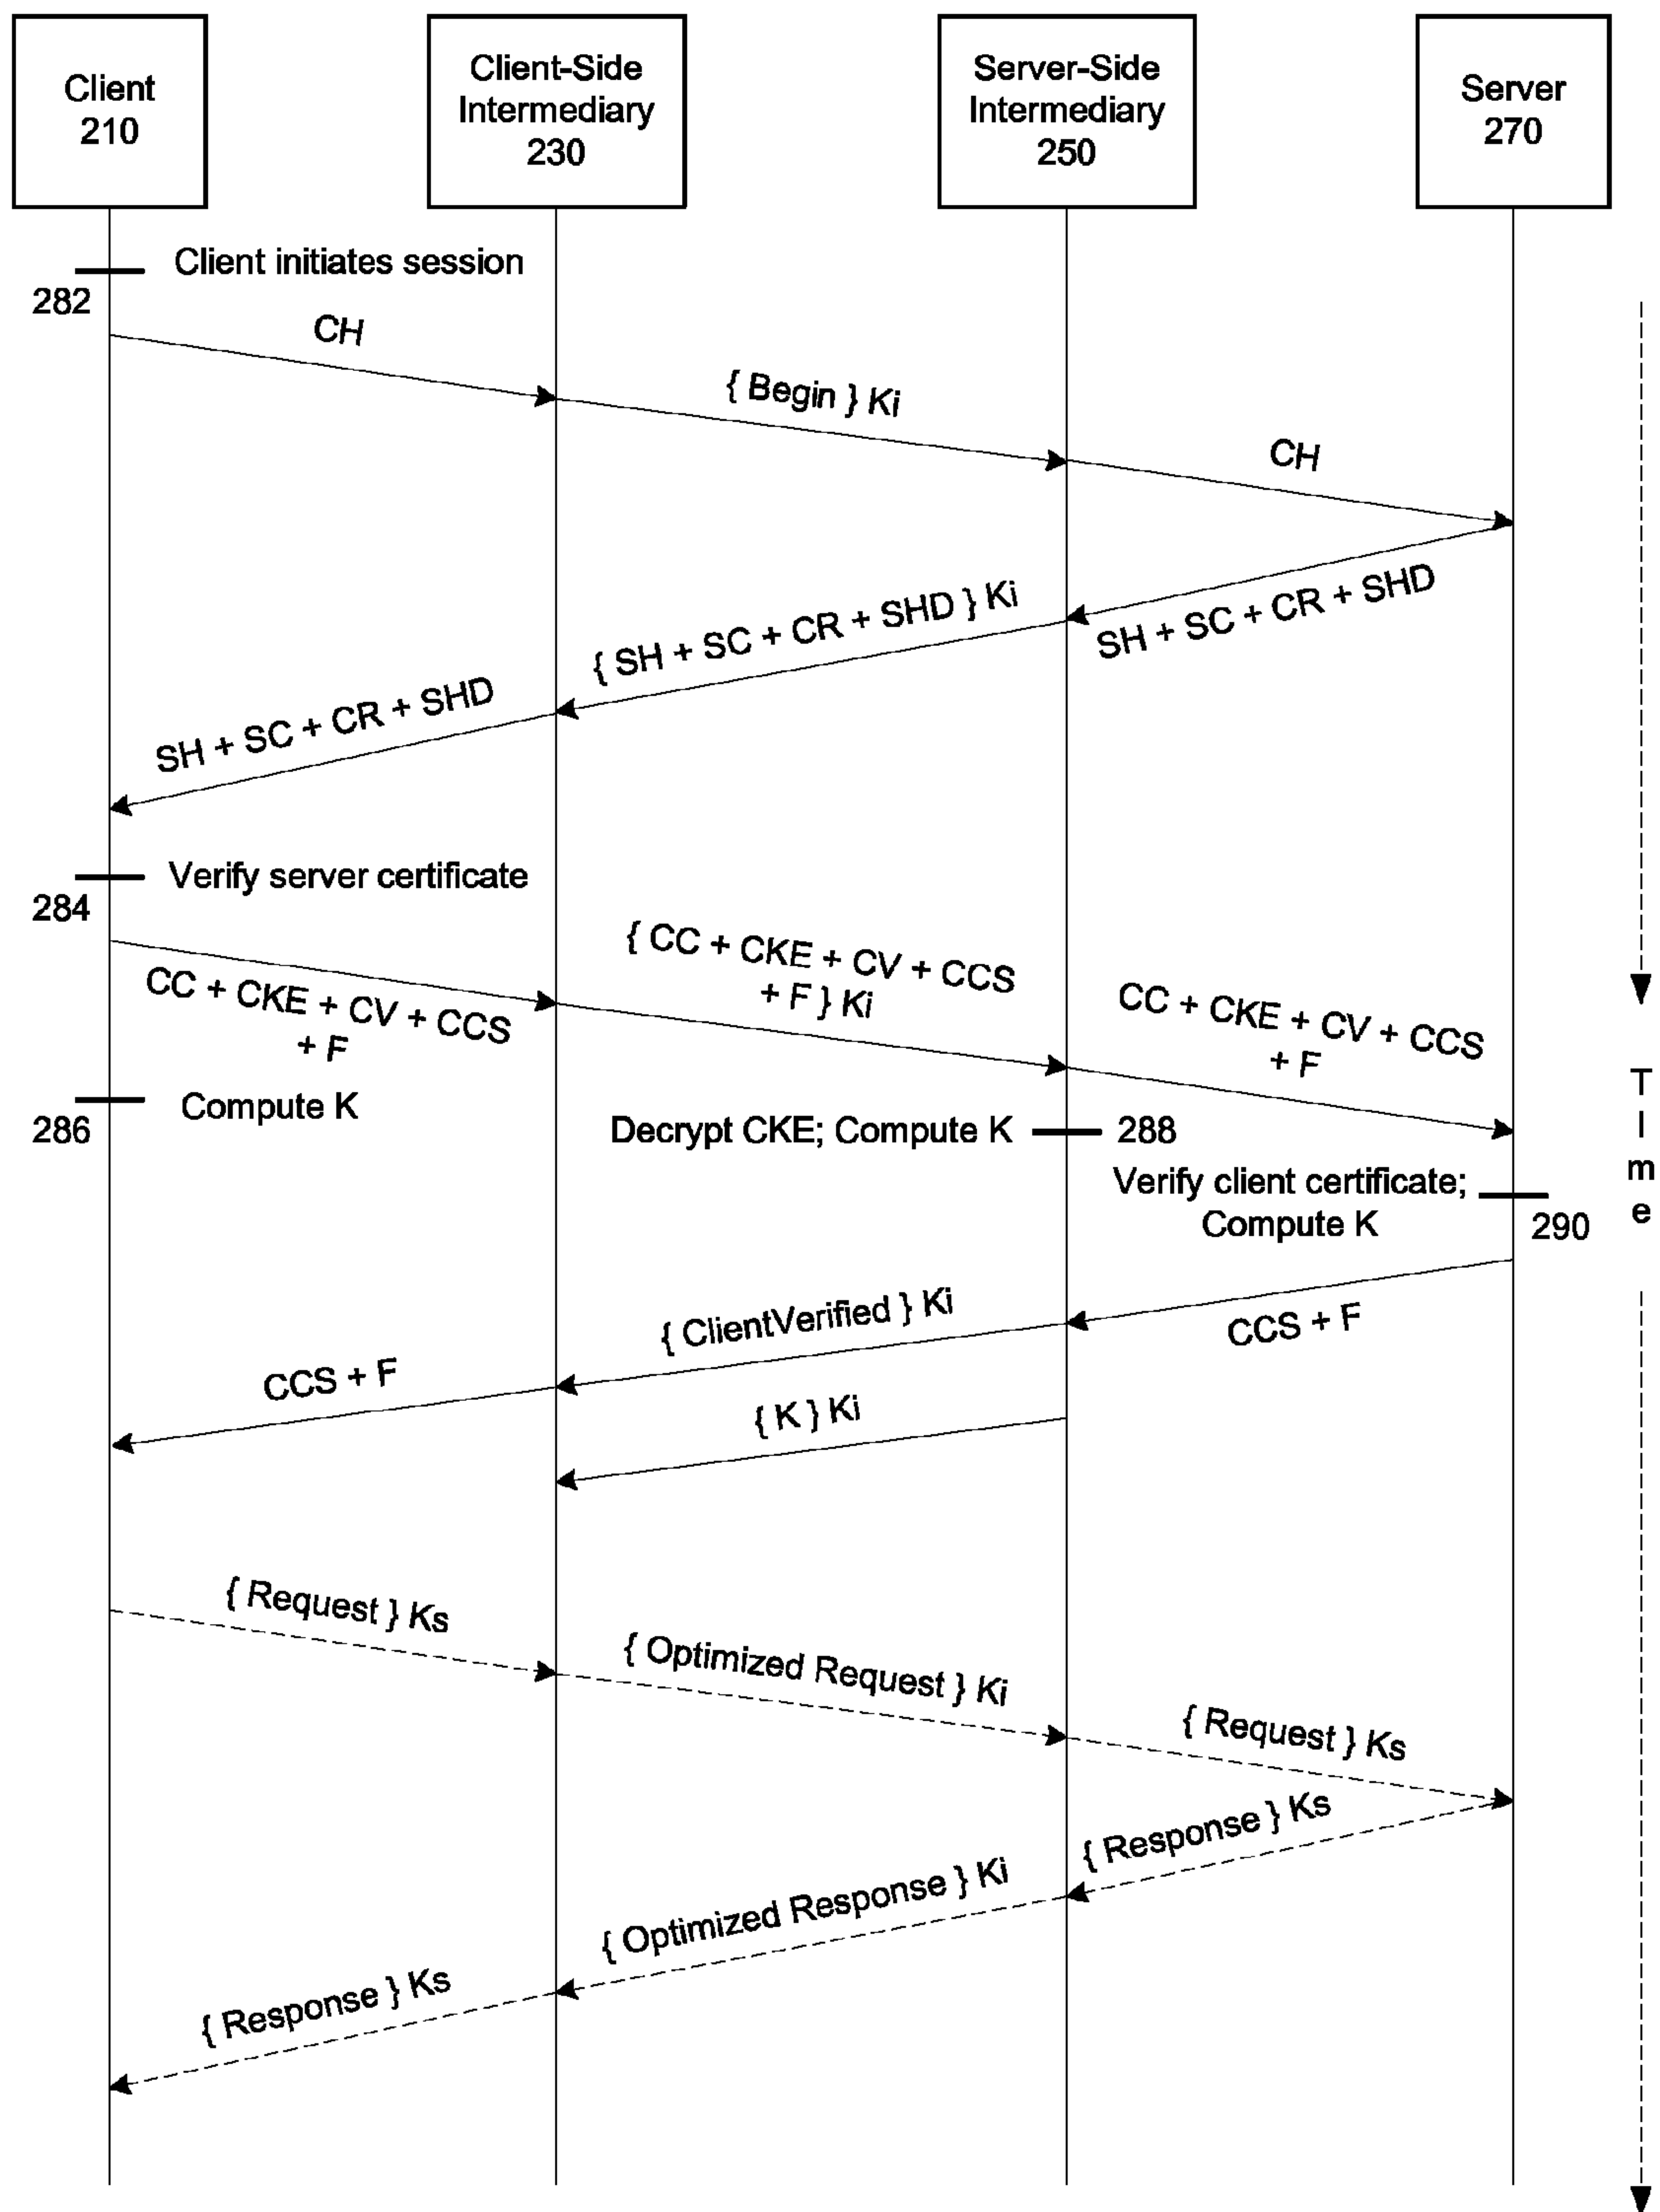 Client
210
Client-Side
Intermediary
230
Server-Side
Intermediary
250
Server
270
Client initiates session
282
CH
{ Begin } Ki
CH
SH + SC + CR + SHD
{ SH + SC + CR + SHD } Ki
SH + SC + CR + SHD
Verify server certificate
284
CC + CKE + CV + CCS
+ F
{ CC + CKE + CV + CCS
+ F } Ki
CC + CKE + CV + CCS
+ F
T
I
m
e
Compute K
286
Decrypt CKE; Compute K
288
Verify client certificate;
Compute K
290
CCS + F
{ ClientVerified } Ki
CCS + F
{ K } Ki
{ Request } Ks
{ Optimized Request } Ki
{ Request } Ks
{ Response } Ks
{ Optimized Response } Ki
{ Response } Ks